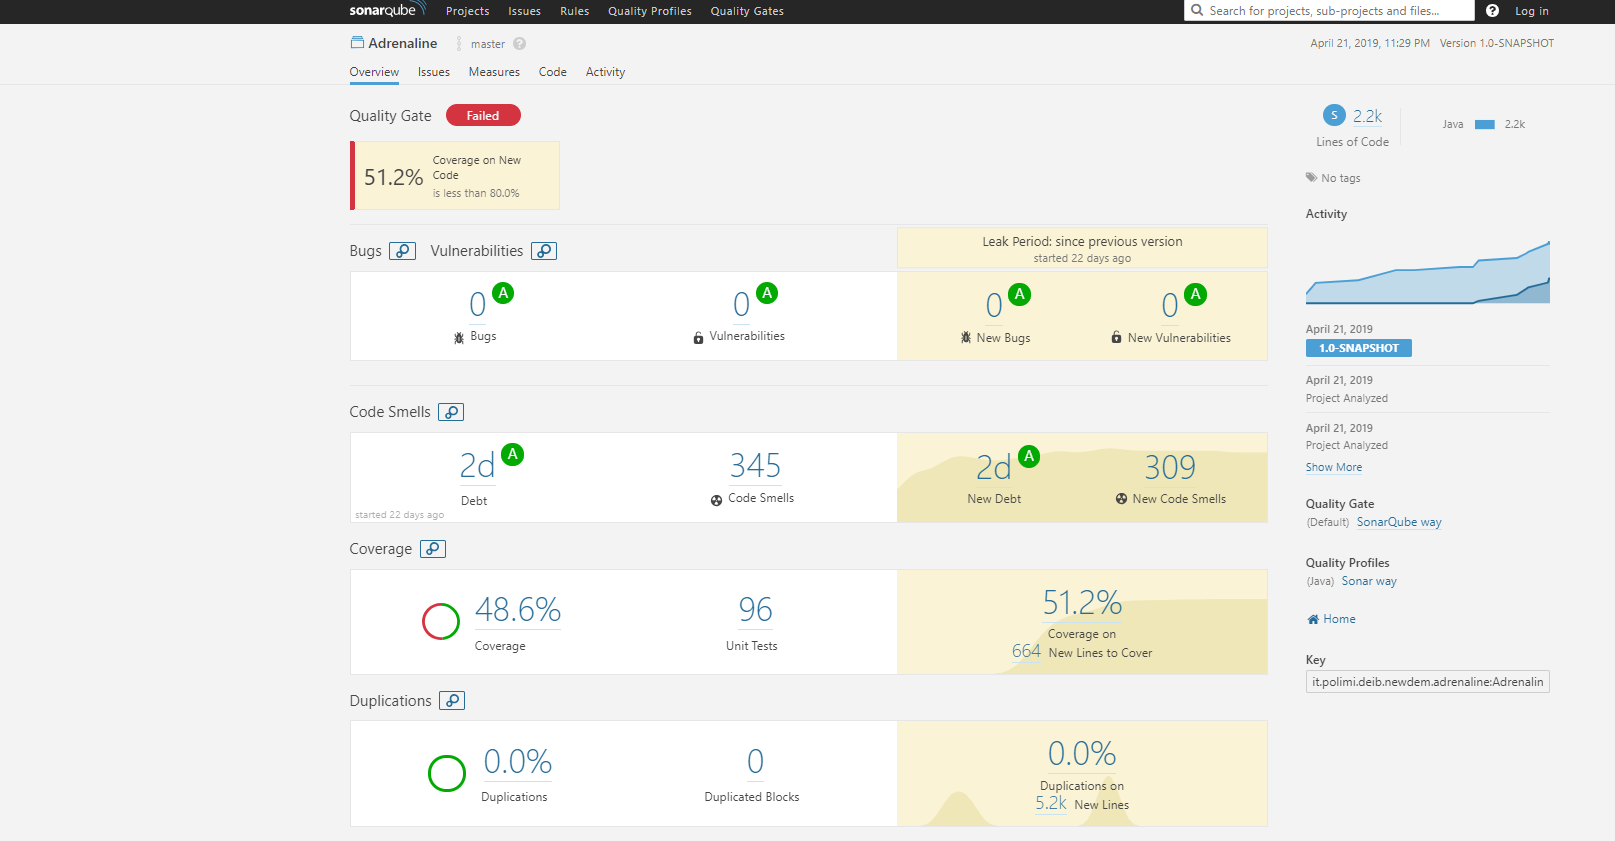 sonarqube Projects Issues Rules Quality Profiles Quality Gates Search for projects, sub-projects and files... ? Log in
Adrenaline master ? April 21, 2019, 11:29 PM Version 1.0-SNAPSHOT
Overview Issues Measures Code Activity
Quality Gate Failed
51.2% Coverage on New
Code
is less than 80.0%
S 2.2k Java 2.2k
Lines of Code
No tags
Activity
Bugs Vulnerabilities
Leak Period: since previous version
started 22 days ago
0 A 0 A 0 A 0 A
Bugs Vulnerabilities New Bugs New Vulnerabilities
April 21, 2019
1.0-SNAPSHOT
April 21, 2019
Project Analyzed
April 21, 2019
Project Analyzed
Show More
Code Smells
2d A 345 2d A 309
Debt Code Smells New Debt New Code Smells
started 22 days ago
Quality Gate
(Default) SonarQube way
Quality Profiles
(Java) Sonar way
Home
Key
it.polimi.deib.newdem.adrenaline:Adrenalin
Coverage
48.6% 96 51.2%
Coverage Unit Tests Coverage on
664 New Lines to Cover
Duplications
0.0% 0 0.0%
Duplications Duplicated Blocks Duplications on
5.2k New Lines